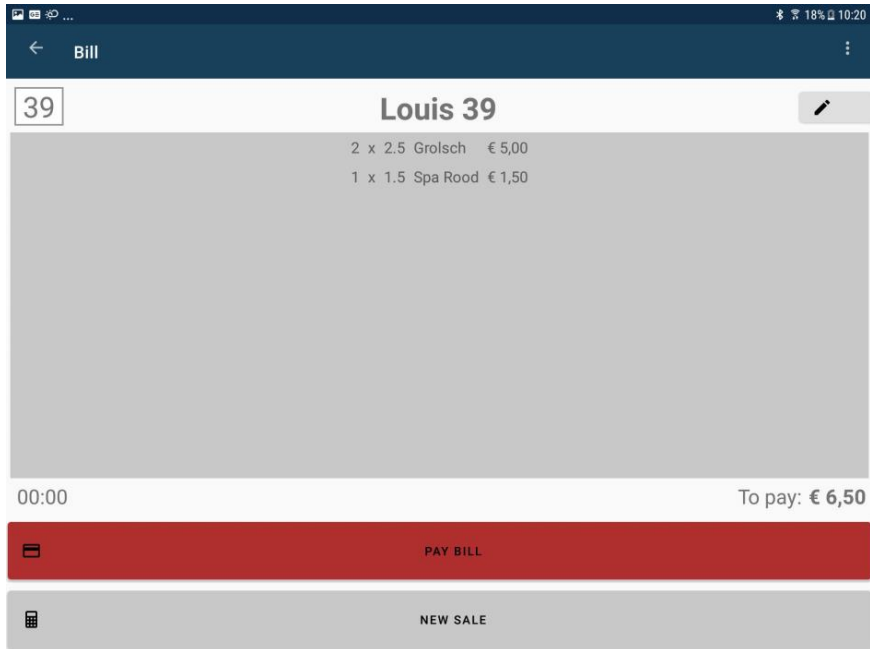 ... 18% 10:20
Bill
39 Louis 39
2 x 2.5 Grolsch € 5,00
1 x 1.5 Spa Rood € 1,50
00:00 To pay: € 6,50
PAY BILL
NEW SALE